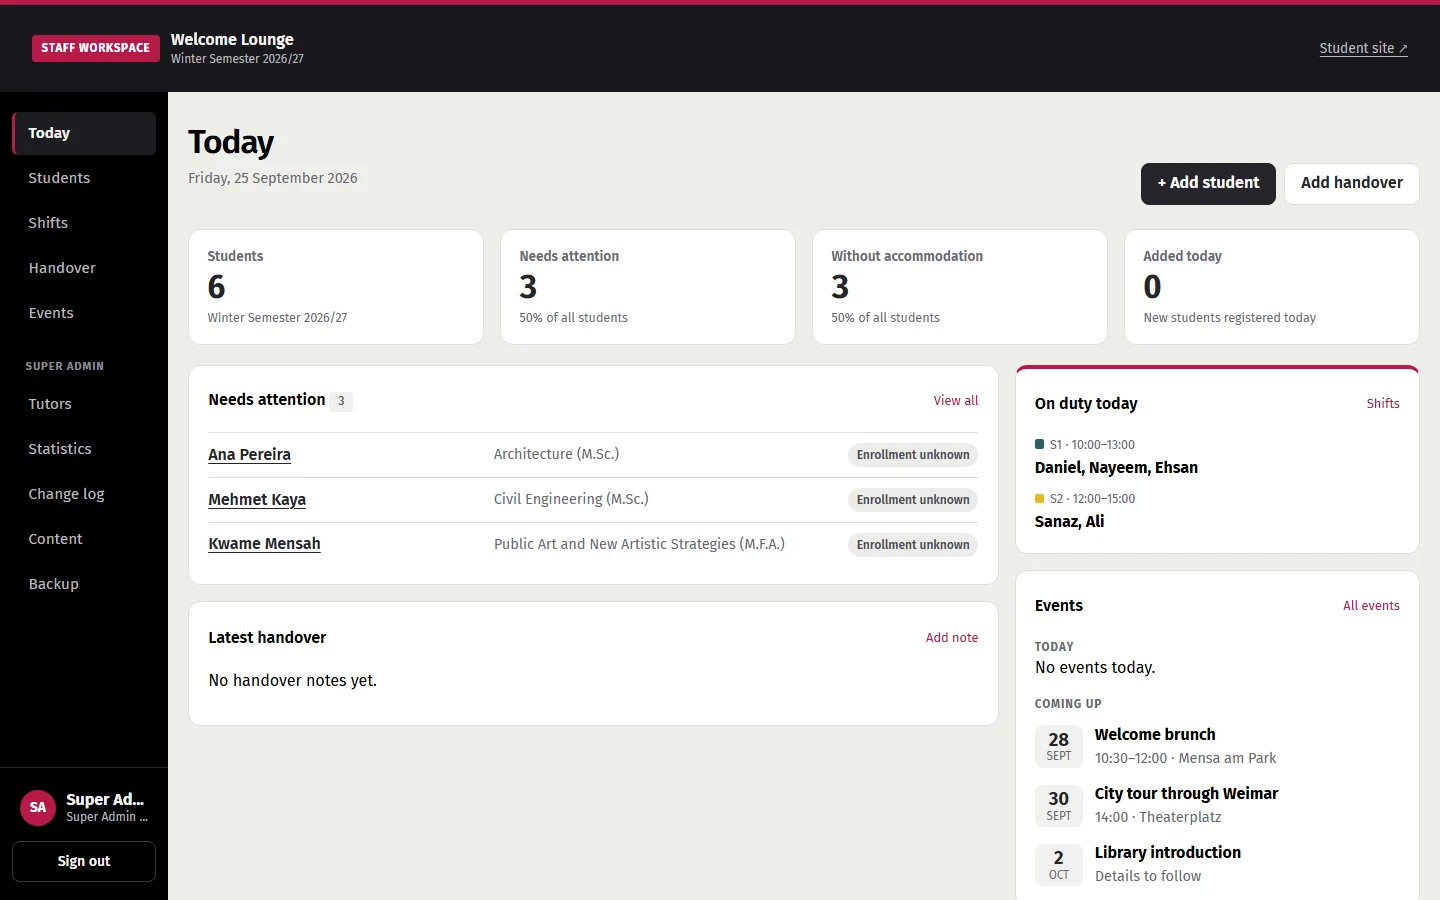 STAFF WORKSPACE
Welcome Lounge
Winter Semester 2026/27
Student site ↗
Today
Students
Shifts
Handover
Events
SUPER ADMIN
Tutors
Statistics
Change log
Content
Backup
SA
Super Ad...
Super Admin ...
Sign out
Today
Friday, 25 September 2026
+ Add student
Add handover
Students
6
Winter Semester 2026/27
Needs attention
3
50% of all students
Without accommodation
3
50% of all students
Added today
0
New students registered today
Needs attention 3
View all
Ana Pereira Architecture (M.Sc.) Enrollment unknown
Mehmet Kaya Civil Engineering (M.Sc.) Enrollment unknown
Kwame Mensah Public Art and New Artistic Strategies (M.F.A.) Enrollment unknown
Latest handover
Add note
No handover notes yet.
On duty today
Shifts
S1 · 10:00–13:00
Daniel, Nayeem, Ehsan
S2 · 12:00–15:00
Sanaz, Ali
Events
All events
TODAY
No events today.
COMING UP
28 SEPT
Welcome brunch
10:30–12:00 · Mensa am Park
30 SEPT
City tour through Weimar
14:00 · Theaterplatz
2 OCT
Library introduction
Details to follow